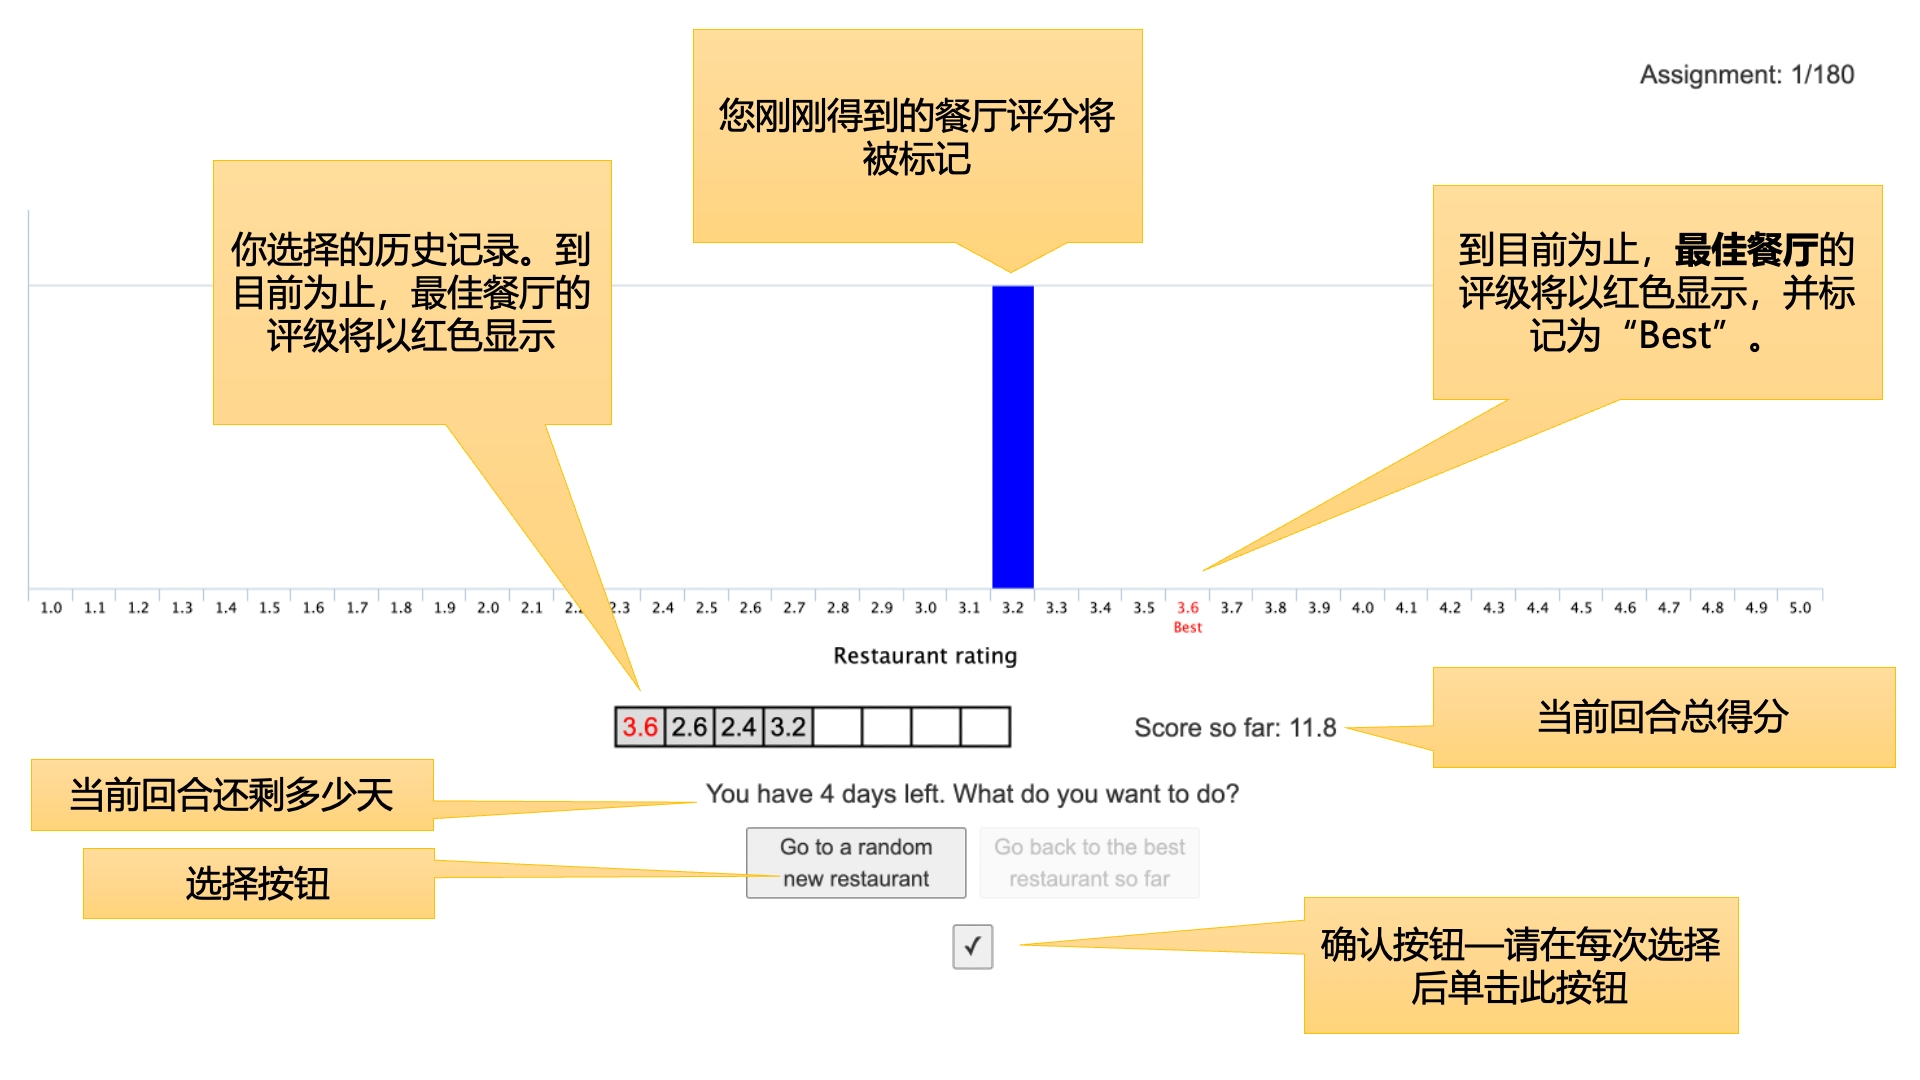 Assignment: 1/180
您刚刚得到的餐厅评分将
被标记
你选择的历史记录。到
目前为止，最佳餐厅的
评级将以红色显示
到目前为止，最佳餐厅的
评级将以红色显示，并标
记为“Best”。
1.0 1.1 1.2 1.3 1.4 1.5 1.6 1.7 1.8 1.9 2.0 2.1 2.3 2.4 2.5 2.6 2.7 2.8 2.9 3.0 3.1 3.2 3.3 3.4 3.5 3.6 3.7 3.8 3.9 4.0 4.1 4.2 4.3 4.4 4.5 4.6 4.7 4.8 4.9 5.0
Best
Restaurant rating
3.6 2.6 2.4 3.2
Score so far: 11.8
当前回合总得分
当前回合还剩多少天
You have 4 days left. What do you want to do?
选择按钮
Go to a random
new restaurant
Go back to the best
restaurant so far
✓
确认按钮—请在每次选择
后单击此按钮